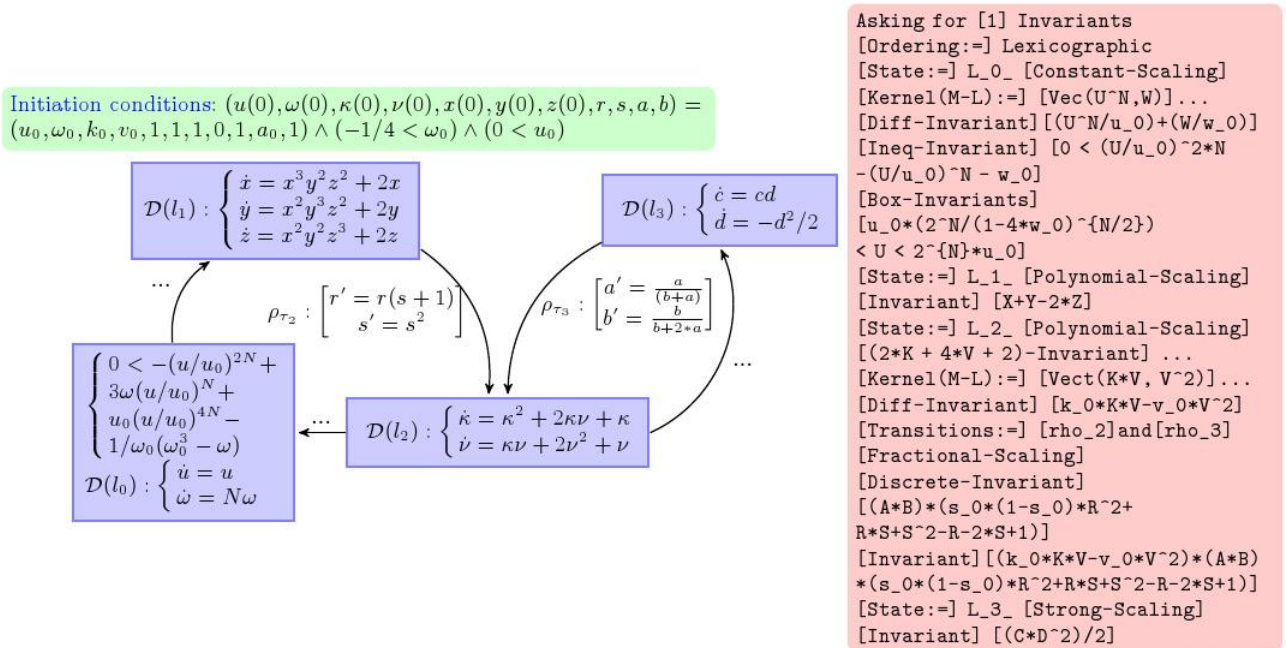 Initiation conditions: (u(0), ω(0), κ(0), ν(0), x(0), y(0), z(0), r, s, a, b) =
(u₀, ω₀, k₀, v₀, 1, 1, 1, 0, 1, a₀, 1) ∧ (−1/4 < ω₀) ∧ (0 < u₀)
D(l₁) : { ẋ = x³y²z² + 2x
ẏ = x²y³z² + 2y
ż = x²y²z³ + 2z
D(l₃) : { ċ = cd
ḋ = −d²/2
...
ρ_τ₂ : [ r′ = r(s + 1)
s′ = s² ]
ρ_τ₃ : [ a′ = a/(b+a)
b′ = b/(b+2∗a) ]
...
{ 0 < −(u/u₀)²ᴺ +
3ω(u/u₀)ᴺ +
u₀(u/u₀)⁴ᴺ −
1/ω₀(ω₀³ − ω)
D(l₀) : { u̇ = u
ω̇ = Nω
...
D(l₂) : { κ̇ = κ² + 2κν + κ
ν̇ = κν + 2ν² + ν
Asking for [1] Invariants
[Ordering:=] Lexicographic
[State:=] L_0_ [Constant-Scaling]
[Kernel(M-L):=] [Vec(U^N,W)]...
[Diff-Invariant][(U^N/u_0)+(W/w_0)]
[Ineq-Invariant] [0 < (U/u_0)^2*N
-(U/u_0)^N - w_0]
[Box-Invariants]
[u_0*(2^N/(1-4*w_0)^{N/2})
< U < 2^{N}*u_0]
[State:=] L_1_ [Polynomial-Scaling]
[Invariant] [X+Y-2*Z]
[State:=] L_2_ [Polynomial-Scaling]
[(2*K + 4*V + 2)-Invariant] ...
[Kernel(M-L):=] [Vect(K*V, V^2)]...
[Diff-Invariant] [k_0*K*V-v_0*V^2]
[Transitions:=] [rho_2]and[rho_3]
[Fractional-Scaling]
[Discrete-Invariant]
[(A*B)*(s_0*(1-s_0)*R^2+
R*S+S^2-R-2*S+1)]
[Invariant][(k_0*K*V-v_0*V^2)*(A*B)
*(s_0*(1-s_0)*R^2+R*S+S^2-R-2*S+1)]
[State:=] L_3_ [Strong-Scaling]
[Invariant] [(C*D^2)/2]